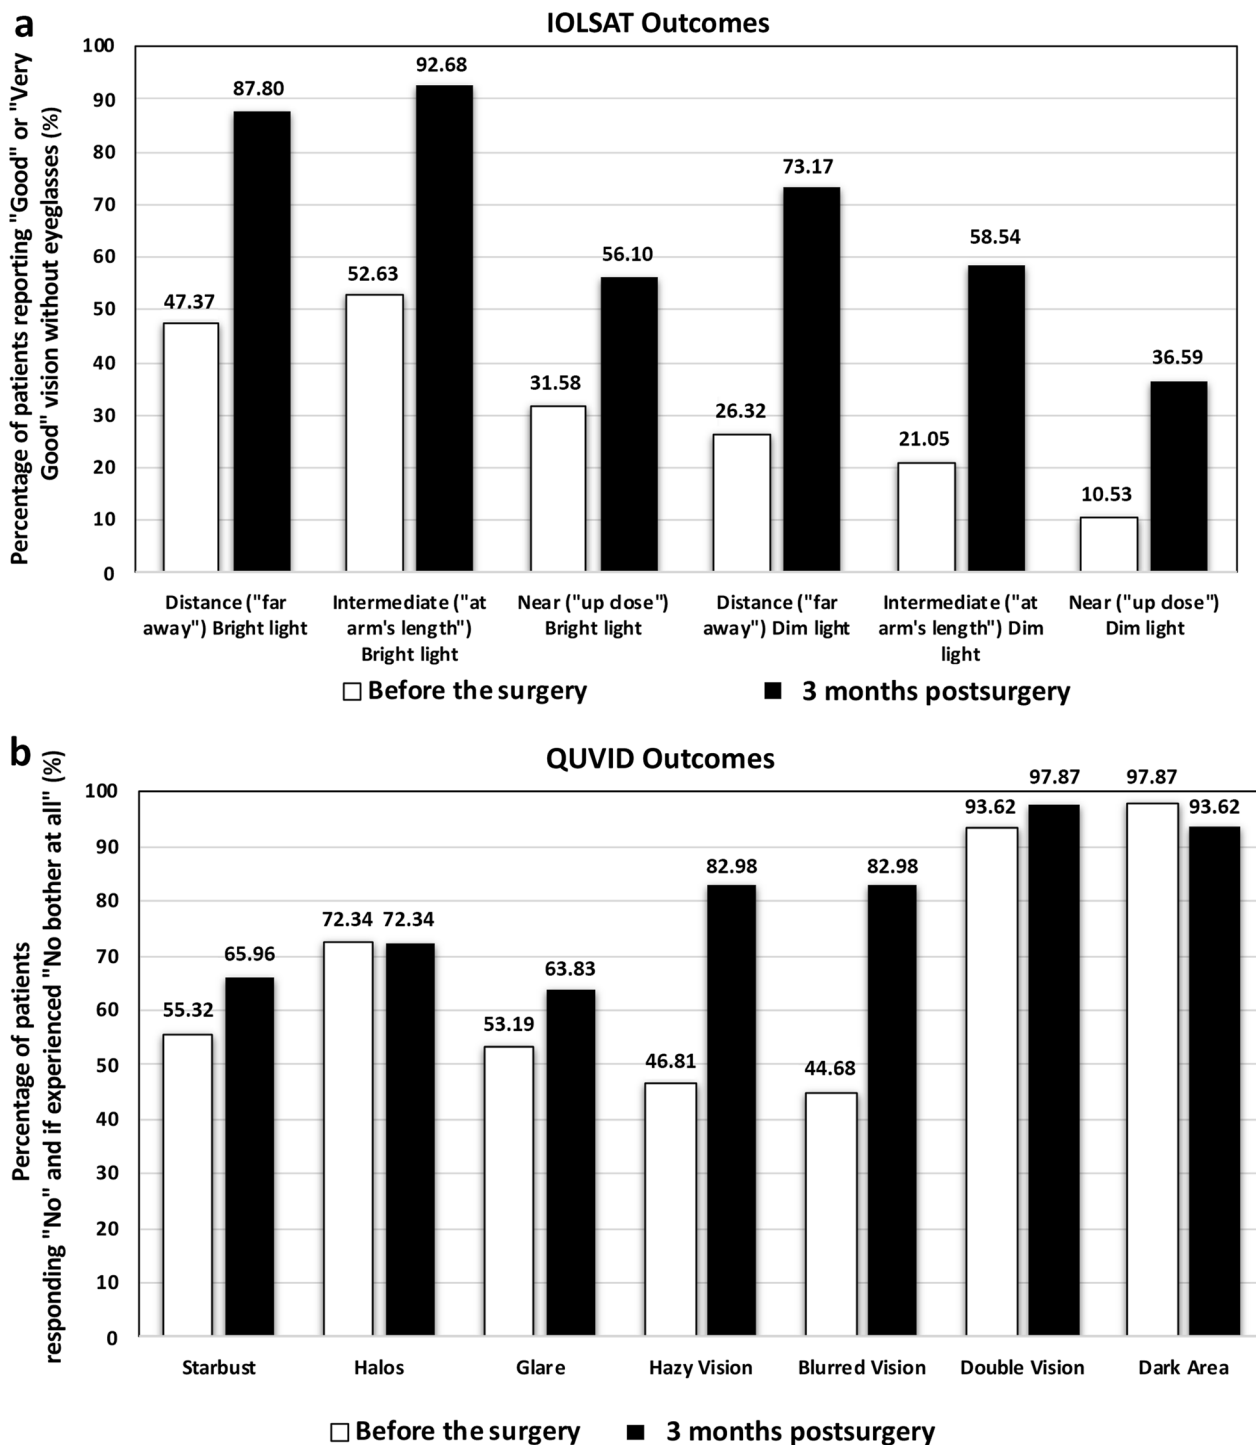 a
IOLSAT Outcomes
Percentage of patients reporting "Good" or "Very
Good" vision without eyeglasses (%)
100
90
80
70
60
50
40
30
20
10
0
47.37
87.80
52.63
92.68
31.58
56.10
26.32
73.17
21.05
58.54
10.53
36.59
Distance ("far
away") Bright light
Intermediate ("at
arm's length")
Bright light
Near ("up close")
Bright light
Distance ("far
away") Dim light
Intermediate ("at
arm's length") Dim
light
Near ("up close")
Dim light
Before the surgery
3 months postsurgery
b
QUVID Outcomes
Percentage of patients
responding "No" and if experienced "No bother at all" (%)
100
90
80
70
60
50
40
30
20
10
0
55.32
65.96
72.34
72.34
53.19
63.83
46.81
82.98
44.68
82.98
93.62
97.87
97.87
93.62
Starbust
Halos
Glare
Hazy Vision
Blurred Vision
Double Vision
Dark Area
Before the surgery
3 months postsurgery